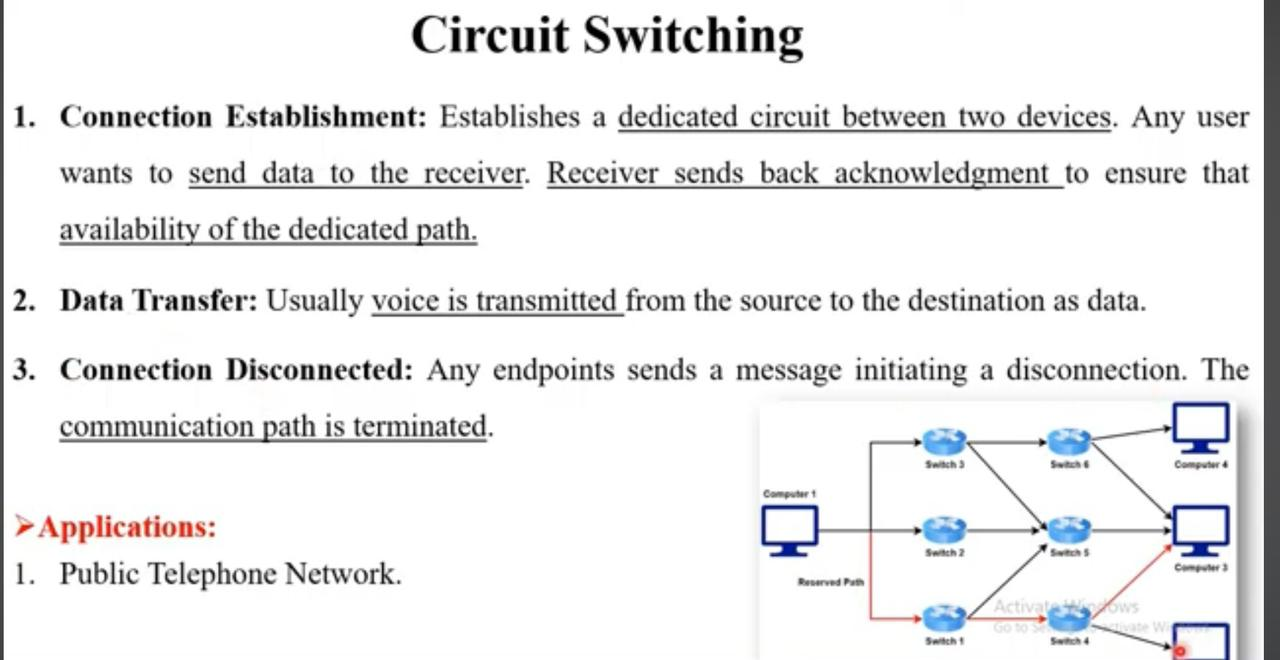 Circuit Switching
1. Connection Establishment: Establishes a dedicated circuit between two devices. Any user
wants to send data to the receiver. Receiver sends back acknowledgment to ensure that
availability of the dedicated path.
2. Data Transfer: Usually voice is transmitted from the source to the destination as data.
3. Connection Disconnected: Any endpoints sends a message initiating a disconnection. The
communication path is terminated.
➢Applications:
1. Public Telephone Network.
Switch 3
Switch 6
Computer 4
Computer 1
Switch 2
Switch 5
Computer 3
Reserved Path
Activate Windows
Go to
Switch 1
Switch 4